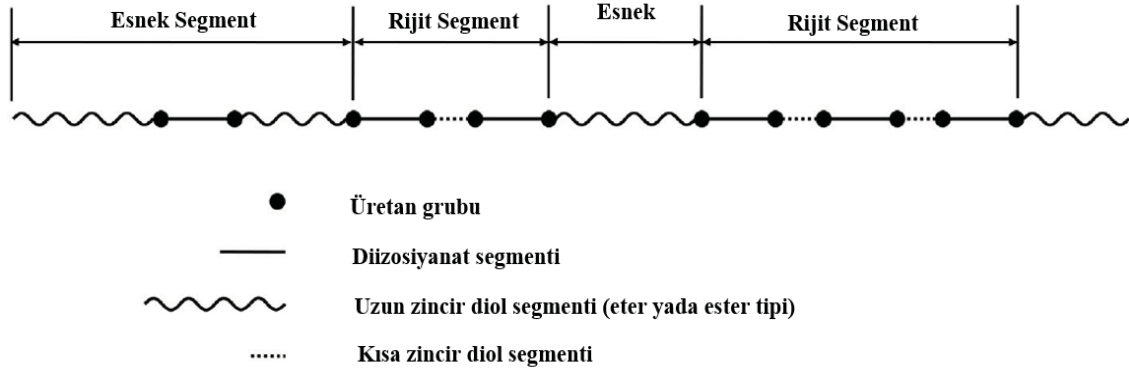 Esnek Segment
Rijit Segment
Esnek
Rijit Segment
Üretan grubu
Diizosiyanat segmenti
Uzun zincir diol segmenti (eter yada ester tipi)
Kısa zincir diol segmenti